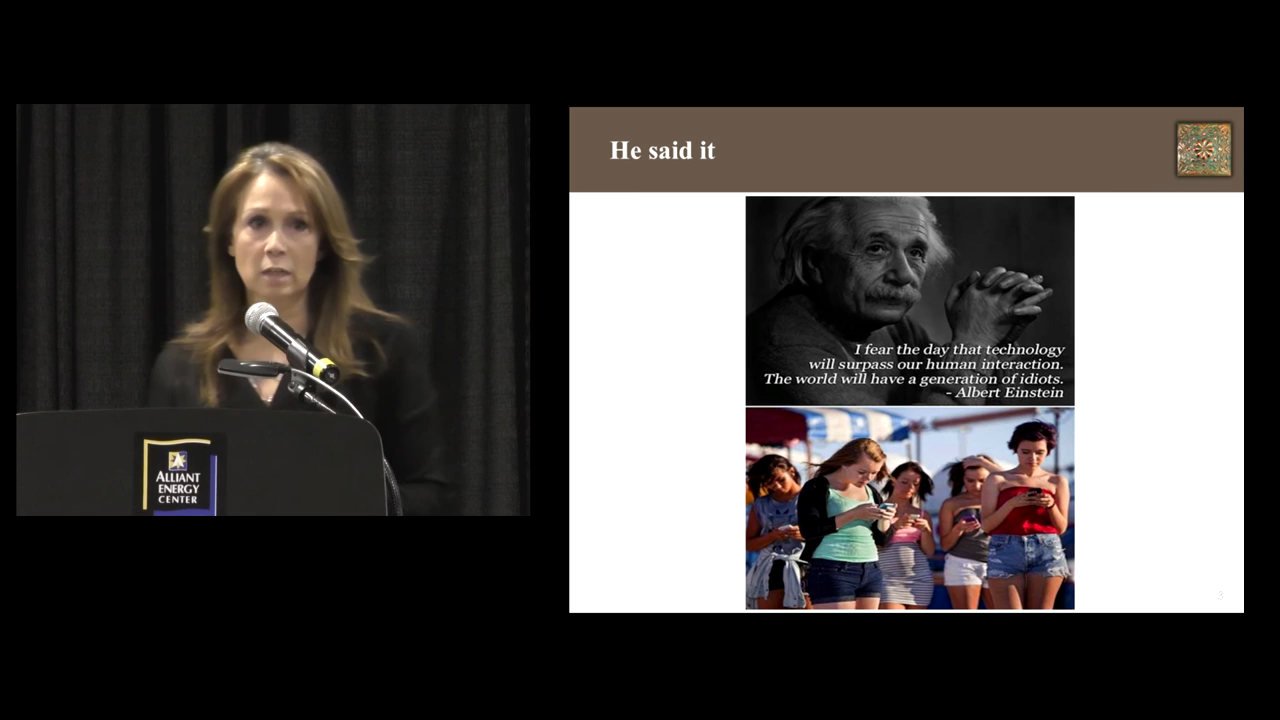 He said it
I fear the day that technology
will surpass our human interaction.
The world will have a generation of idiots.
- Albert Einstein
ALLIANT
ENERGY
CENTER
3